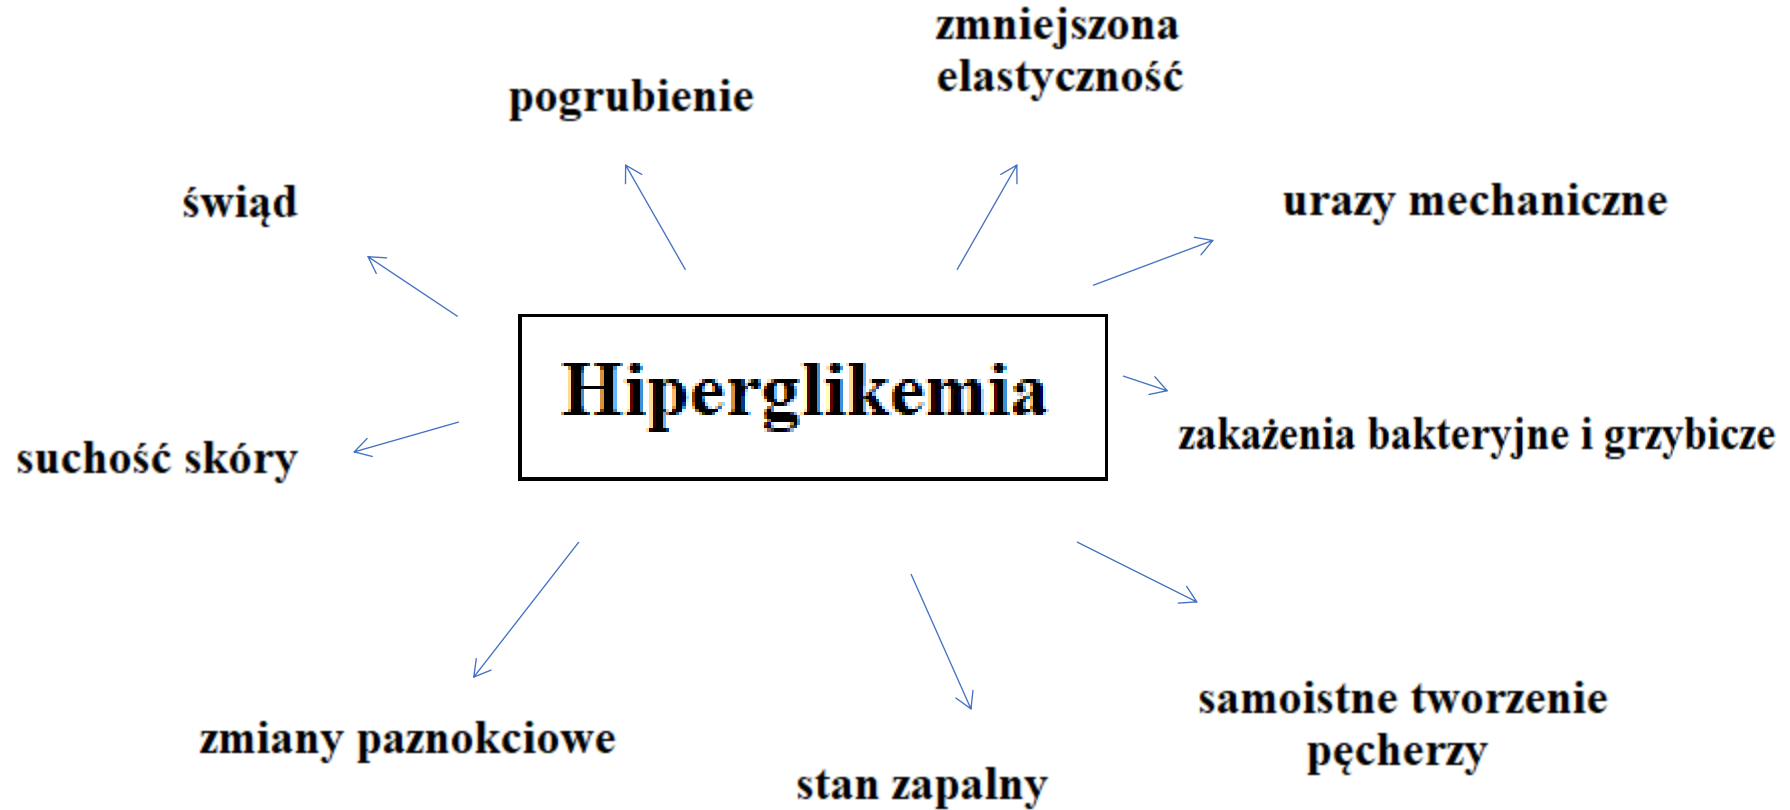 zmniejszona
elastyczność
pogrubienie
świąd
urazy mechaniczne
Hiperglikemia
zakażenia bakteryjne i grzybicze
suchość skóry
samoistne tworzenie
pęcherzy
zmiany paznokciowe
stan zapalny